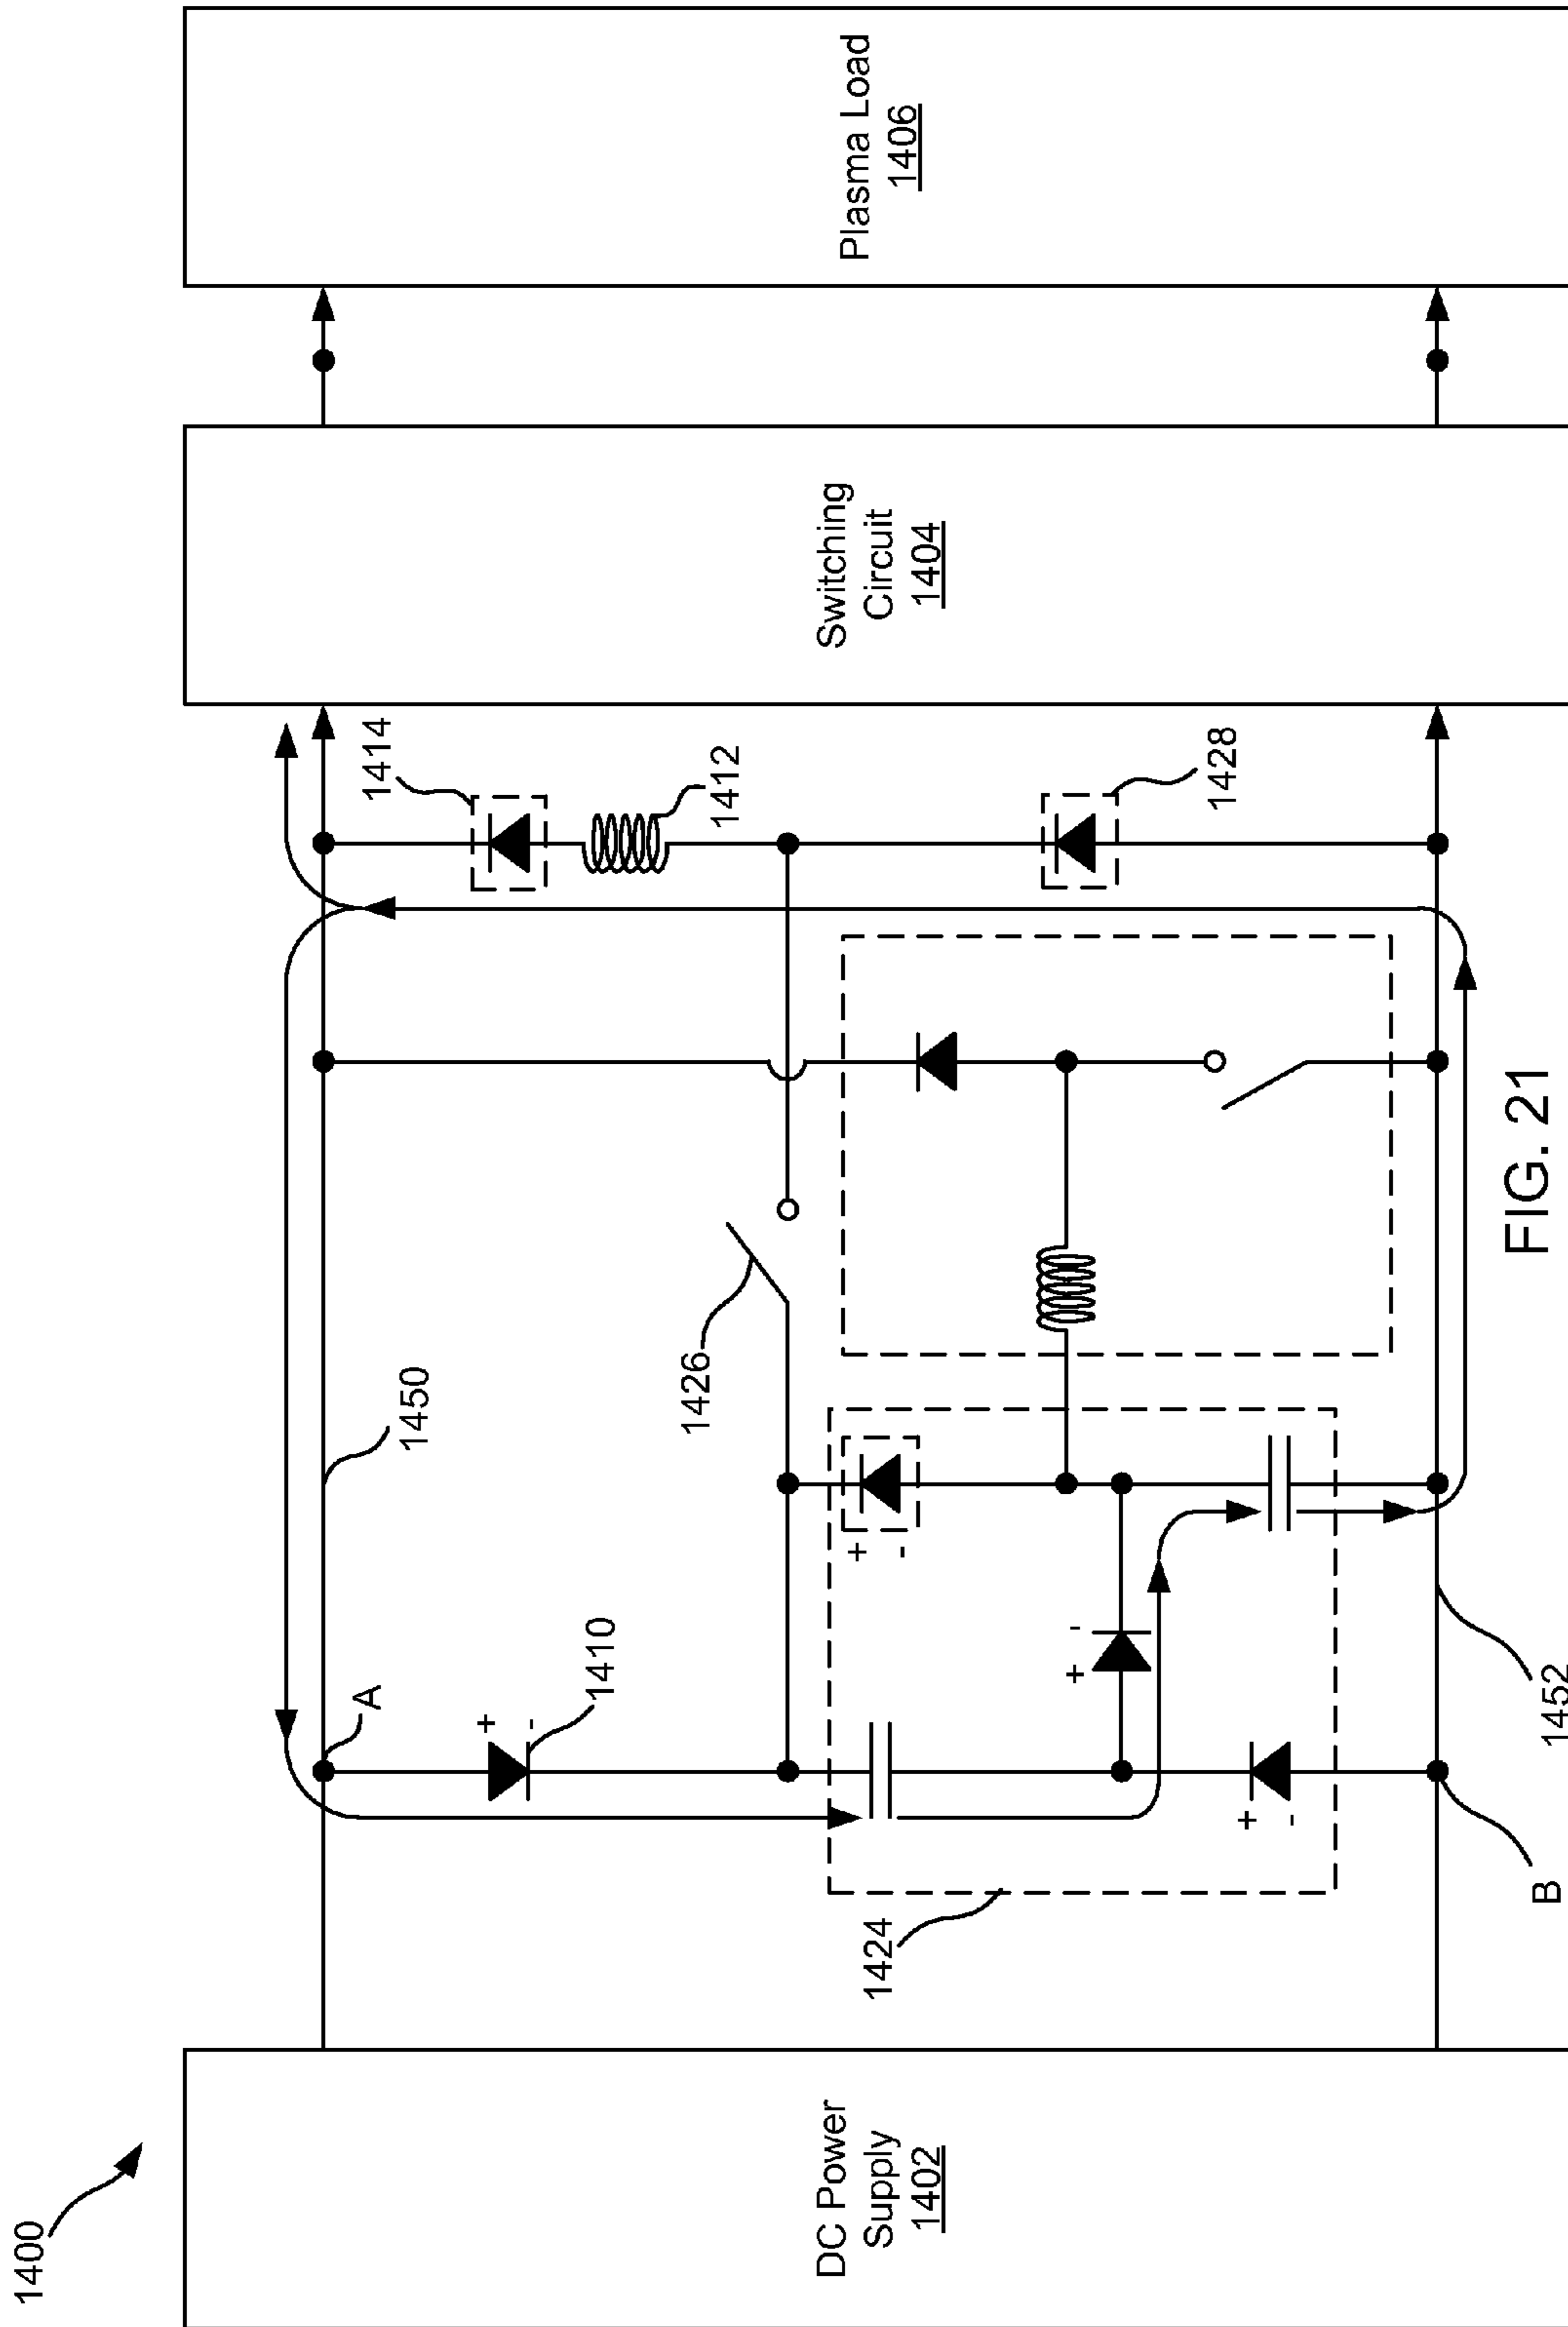 1400
DC Power
Supply
1402
A
1450
1410
+
-
1424
+
-
+
-
+
-
1426
B
1452
1414
1412
1428
Switching
Circuit
1404
Plasma Load
1406
FIG. 21